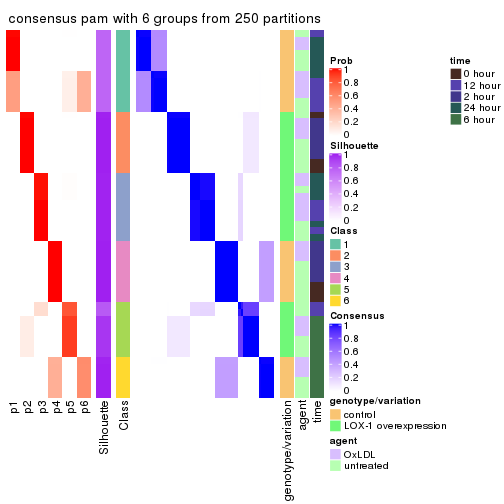 consensus pam with 6 groups from 250 partitions
Prob
1
0.8
0.6
0.4
0.2
0
Silhouette
1
0.8
0.6
0.4
0.2
0
Class
1
2
3
4
5
6
Consensus
1
0.8
0.6
0.4
0.2
0
genotype/variation
control
LOX-1 overexpression
agent
OxLDL
untreated
time
0 hour
12 hour
2 hour
24 hour
6 hour
p1
p2
p3
p4
p5
p6
Silhouette
Class
genotype/variation
agent
time